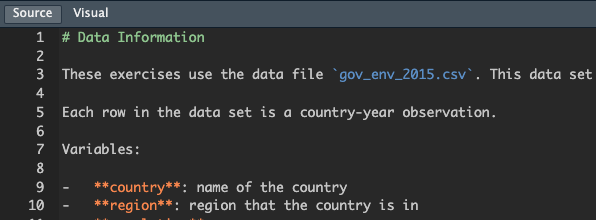 Source Visual
1 # Data Information
2
3 These exercises use the data file `gov_env_2015.csv`. This data set
4
5 Each row in the data set is a country-year observation.
6
7 Variables:
8
9 - **country**: name of the country
10 - **region**: region that the country is in